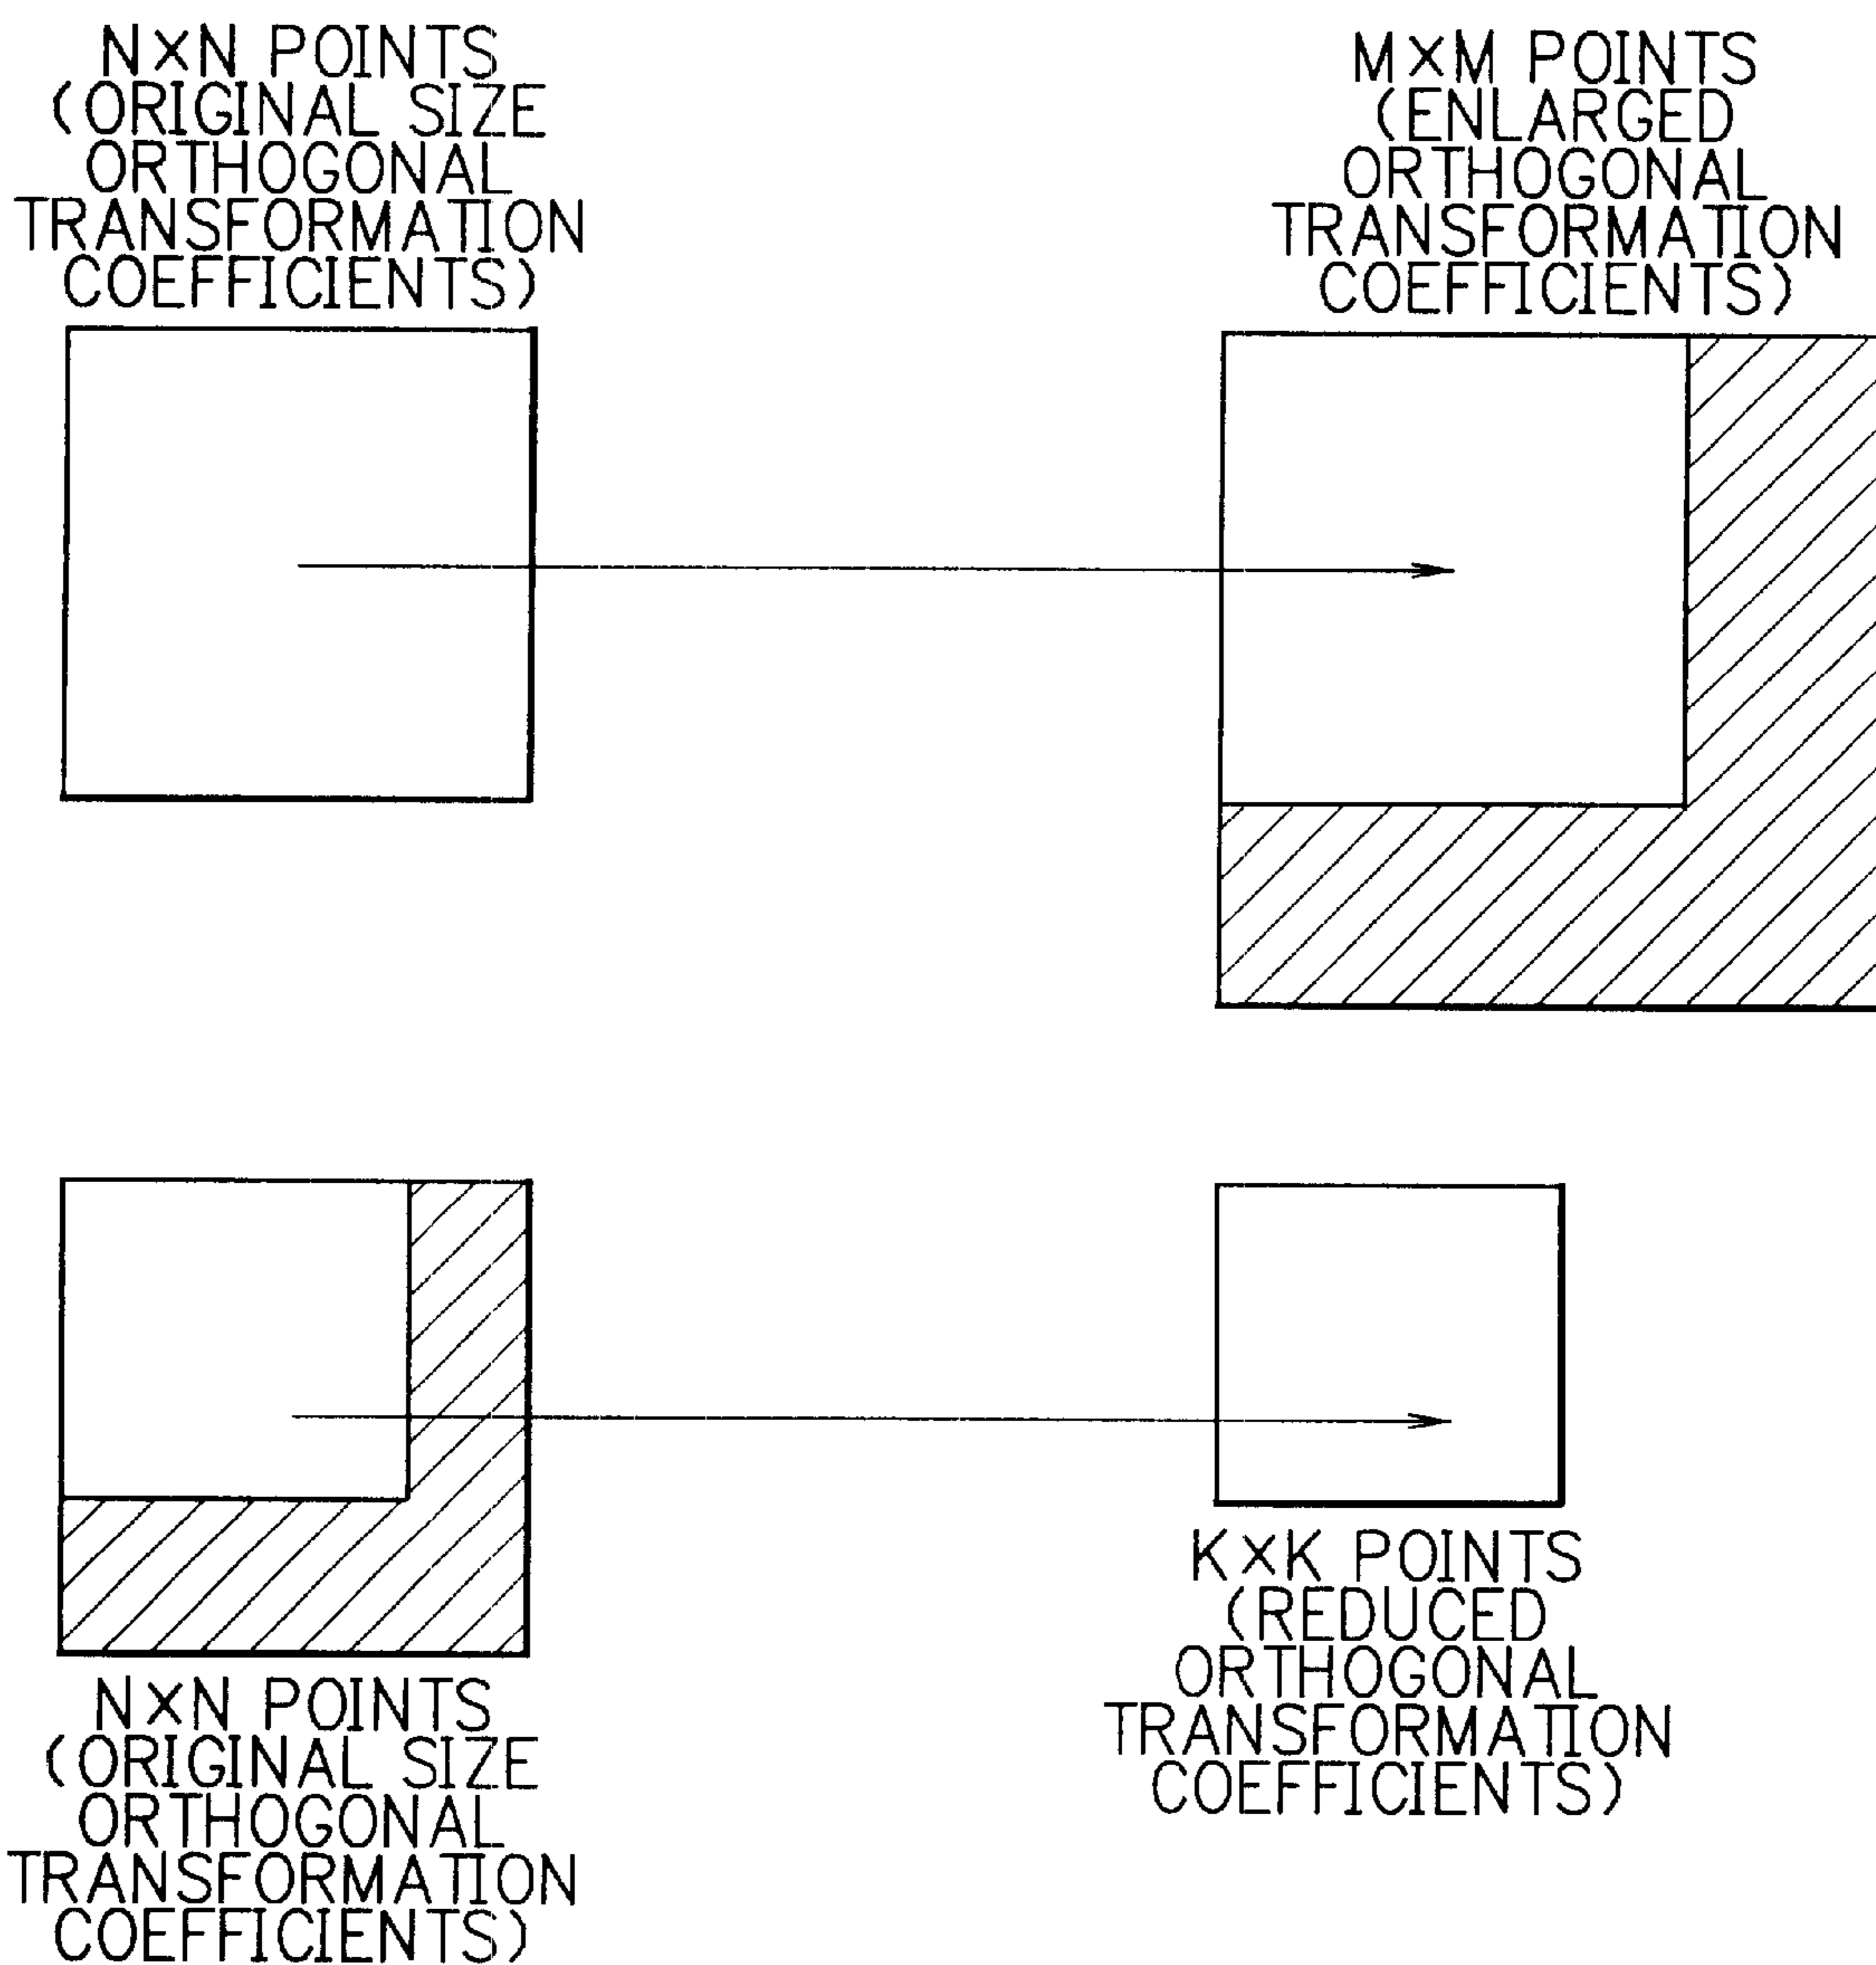 N×N POINTS
(ORIGINAL SIZE
ORTHOGONAL
TRANSFORMATION
COEFFICIENTS)
M×M POINTS
(ENLARGED
ORTHOGONAL
TRANSFORMATION
COEFFICIENTS)
N×N POINTS
(ORIGINAL SIZE
ORTHOGONAL
TRANSFORMATION
COEFFICIENTS)
K×K POINTS
(REDUCED
ORTHOGONAL
TRANSFORMATION
COEFFICIENTS)